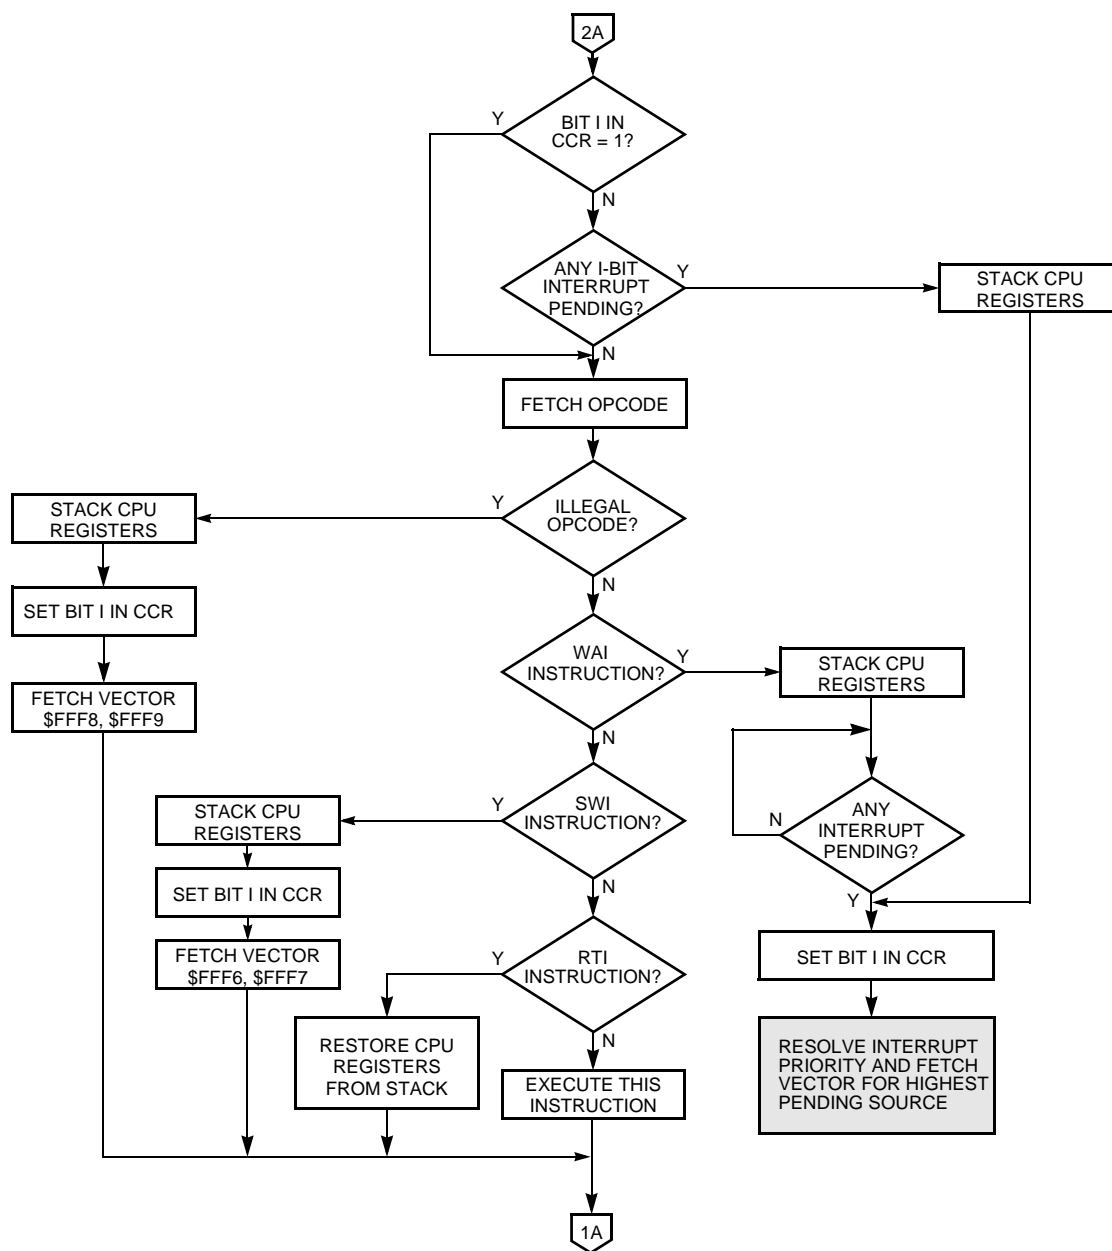 2A
Y
BIT I IN
CCR = 1?
N
ANY I-BIT
INTERRUPT
PENDING?
Y
STACK CPU
REGISTERS
N
FETCH OPCODE
STACK CPU
REGISTERS
Y
ILLEGAL
OPCODE?
N
SET BIT I IN CCR
WAI
INSTRUCTION?
Y
STACK CPU
REGISTERS
FETCH VECTOR
$FFF8, $FFF9
N
STACK CPU
REGISTERS
Y
SWI
INSTRUCTION?
N
ANY
INTERRUPT
PENDING?
SET BIT I IN CCR
N
Y
FETCH VECTOR
$FFF6, $FFF7
Y
RTI
INSTRUCTION?
SET BIT I IN CCR
N
RESTORE CPU
REGISTERS
FROM STACK
EXECUTE THIS
INSTRUCTION
RESOLVE INTERRUPT
PRIORITY AND FETCH
VECTOR FOR HIGHEST
PENDING SOURCE
1A